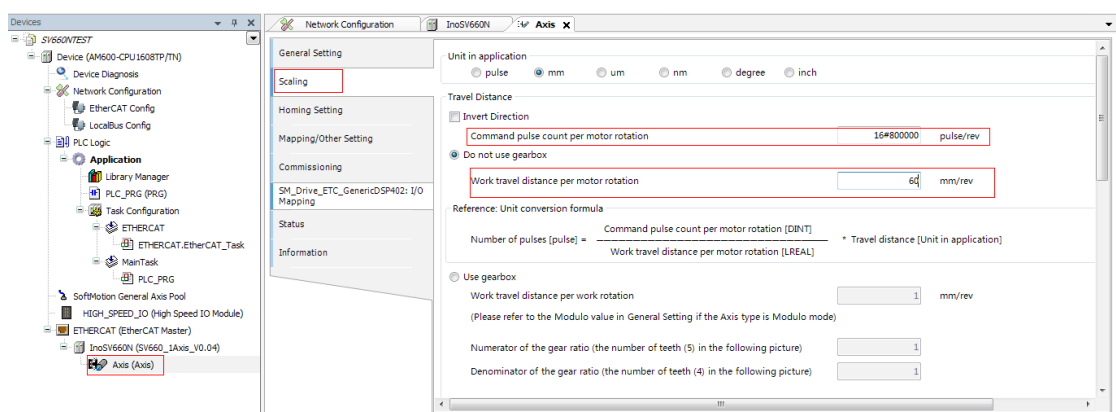 Devices
SV660NTEST
Device (AM600-CPU1608TP/TN)
Device Diagnosis
Network Configuration
EtherCAT Config
LocalBus Config
PLC Logic
Application
Library Manager
PLC_PRG (PRG)
Task Configuration
ETHERCAT
ETHERCAT.EtherCAT_Task
MainTask
PLC_PRG
SoftMotion General Axis Pool
HIGH_SPEED_IO (High Speed IO Module)
ETHERCAT (EtherCAT Master)
InoSV660N (SV660_1Axis_V0.04)
Axis (Axis)
Network Configuration InoSV660N Axis
General Setting
Scaling
Homing Setting
Mapping/Other Setting
Commissioning
SM_Drive_ETC_GenericDSP402: I/O
Mapping
Status
Information
Unit in application
pulse mm um nm degree inch
Travel Distance
Invert Direction
Command pulse count per motor rotation 16#800000 pulse/rev
Do not use gearbox
Work travel distance per motor rotation 60 mm/rev
Reference: Unit conversion formula
Command pulse count per motor rotation [DINT]
Number of pulses [pulse] = * Travel distance [Unit in application]
Work travel distance per motor rotation [LREAL]
Use gearbox
Work travel distance per work rotation 1 mm/rev
(Please refer to the Modulo value in General Setting if the Axis type is Modulo mode)
Numerator of the gear ratio (the number of teeth (5) in the following picture) 1
Denominator of the gear ratio (the number of teeth (4) in the following picture) 1